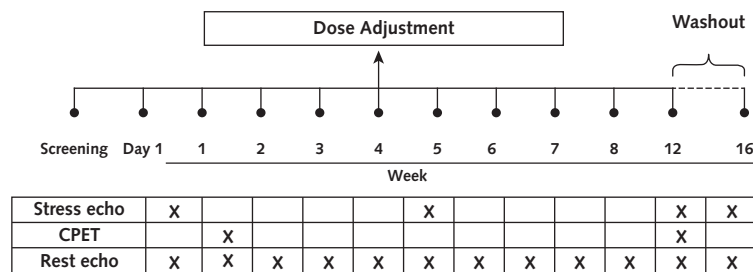 Dose Adjustment
Washout
Screening Day 1 1 2 3 4 5 6 7 8 12 16
Week
Stress echo X X X X
CPET X X
Rest echo X X X X X X X X X X X X